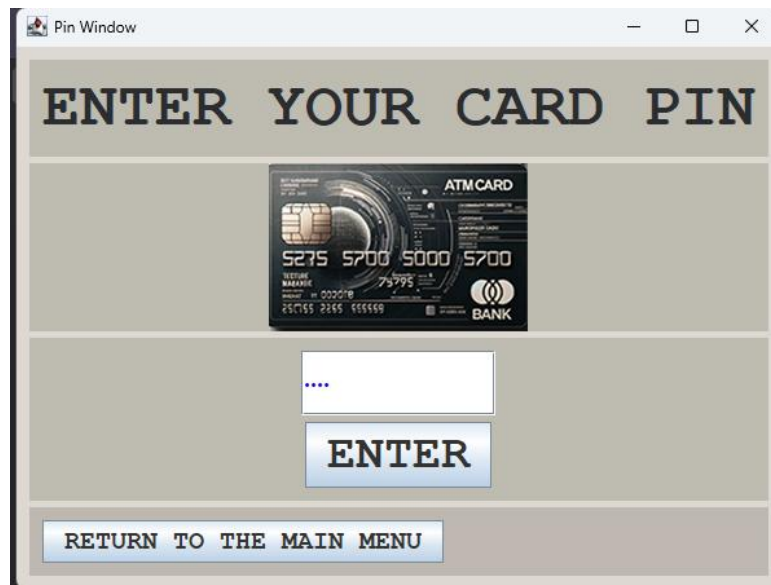 Pin Window
ENTER YOUR CARD PIN
ATM CARD
5275 5700 5000 5700
75795
BANK
....
ENTER
RETURN TO THE MAIN MENU